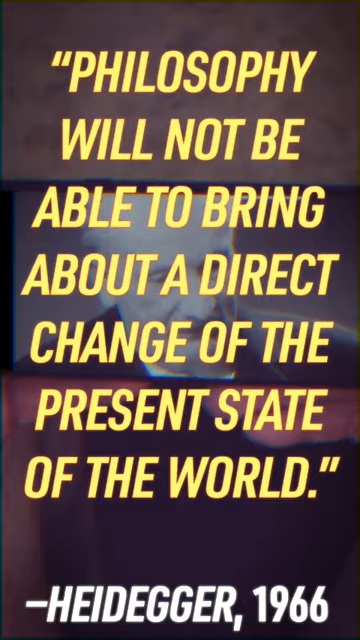 “PHILOSOPHY
WILL NOT BE
ABLE TO BRING
ABOUT A DIRECT
CHANGE OF THE
PRESENT STATE
OF THE WORLD.”
–HEIDEGGER, 1966